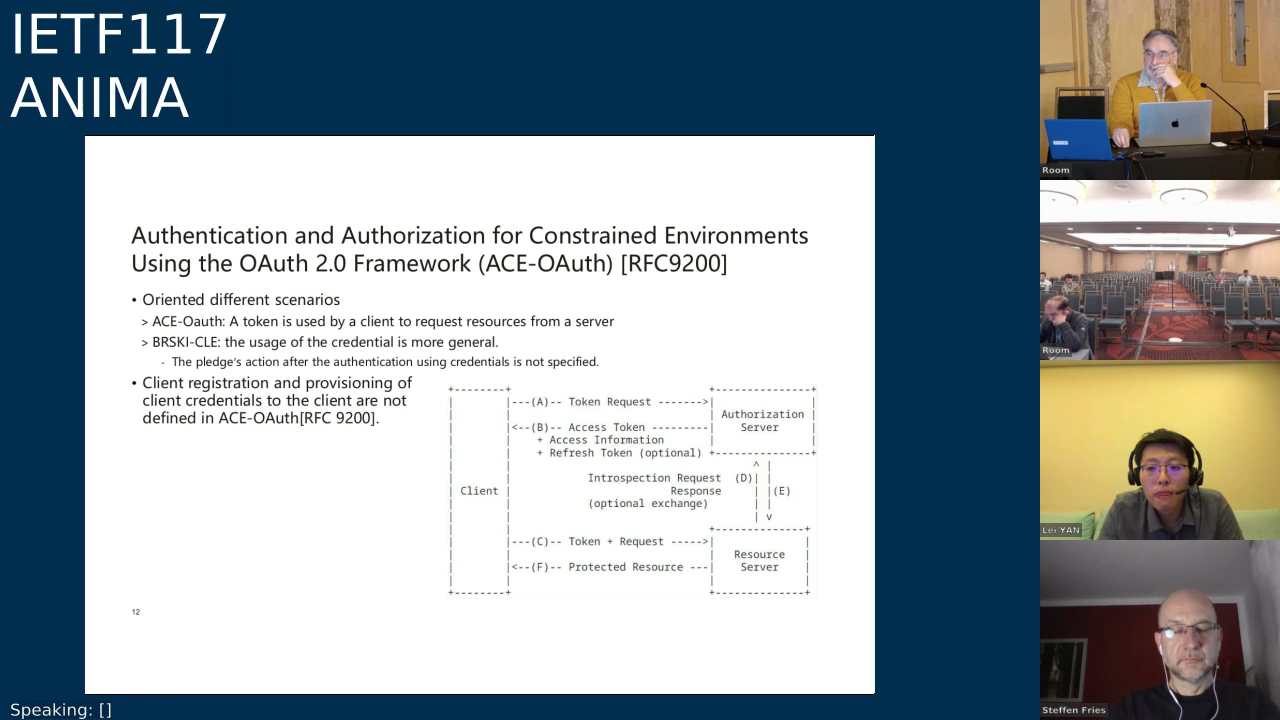 IETF117
ANIMA
Authentication and Authorization for Constrained Environments
Using the OAuth 2.0 Framework (ACE-OAuth) [RFC9200]
• Oriented different scenarios
> ACE-Oauth: A token is used by a client to request resources from a server
> BRSKI-CLE: the usage of the credential is more general.
- The pledge's action after the authentication using credentials is not specified.
• Client registration and provisioning of
client credentials to the client are not
defined in ACE-OAuth[RFC 9200].
+--------+                               +---------------+
|        |---(A)-- Token Request ------->|               |
|        |                               | Authorization |
|        |<--(B)-- Access Token ---------|    Server     |
|        |    + Access Information       |               |
|        |    + Refresh Token (optional) +---------------+
|        |                                      ^ |
|        |            Introspection Request  (D)| |
| Client |                         Response     | |(E)
|        |            (optional exchange)       | |
|        |                                      | v
|        |                               +--------------+
|        |---(C)-- Token + Request ----->|              |
|        |                               |   Resource   |
|        |<--(F)-- Protected Resource ---|    Server    |
|        |                               |              |
+--------+                               +--------------+
12
Speaking: []
Room
Room
Lei YAN
Steffen Fries